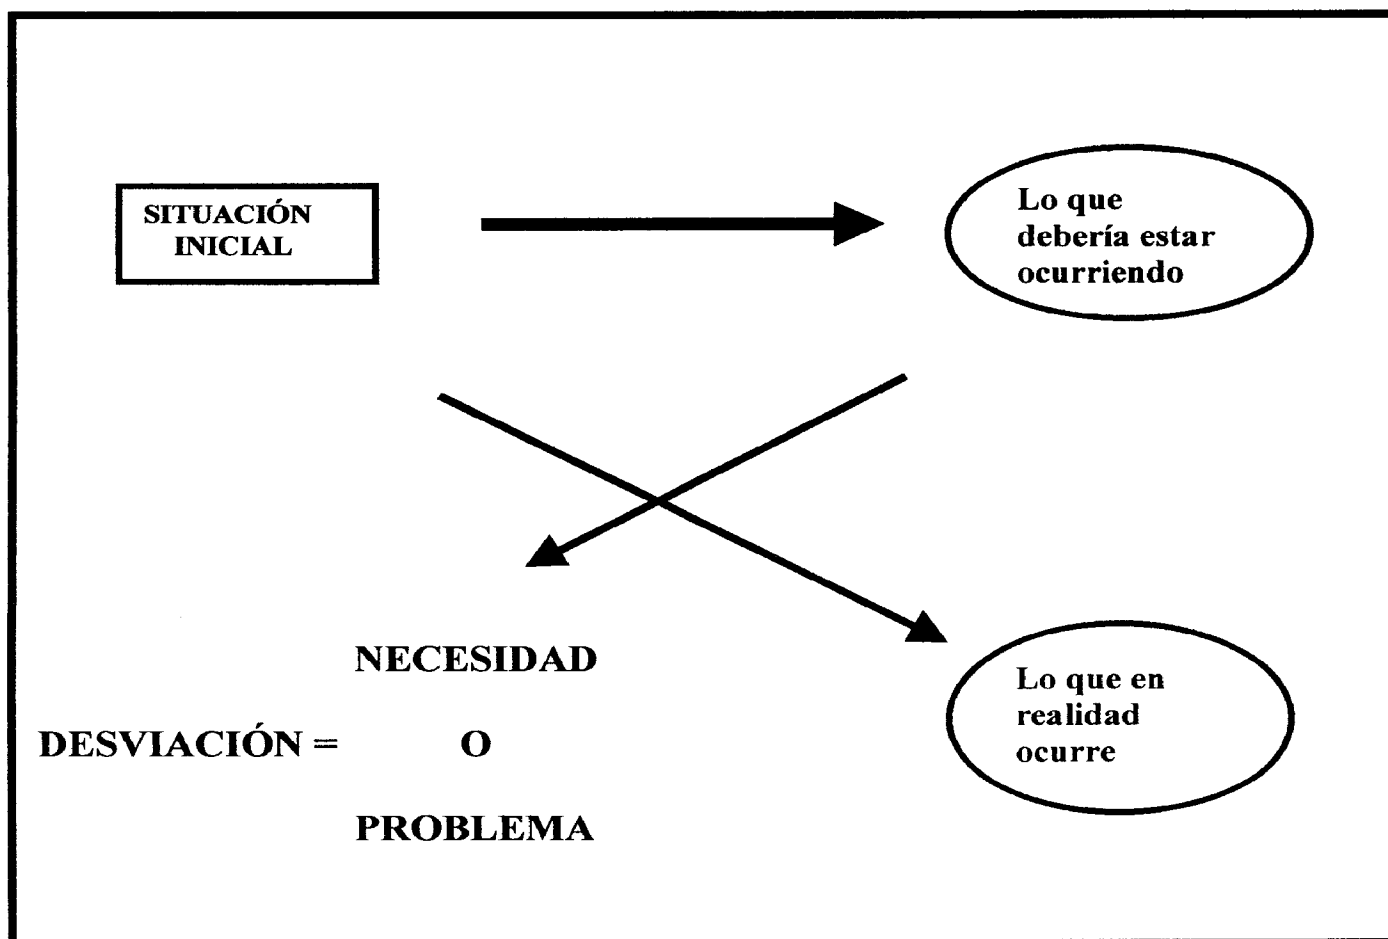 SITUACIÓN
INICIAL
Lo que
debería estar
ocurriendo
NECESIDAD
DESVIACIÓN = O
PROBLEMA
Lo que en
realidad
ocurre